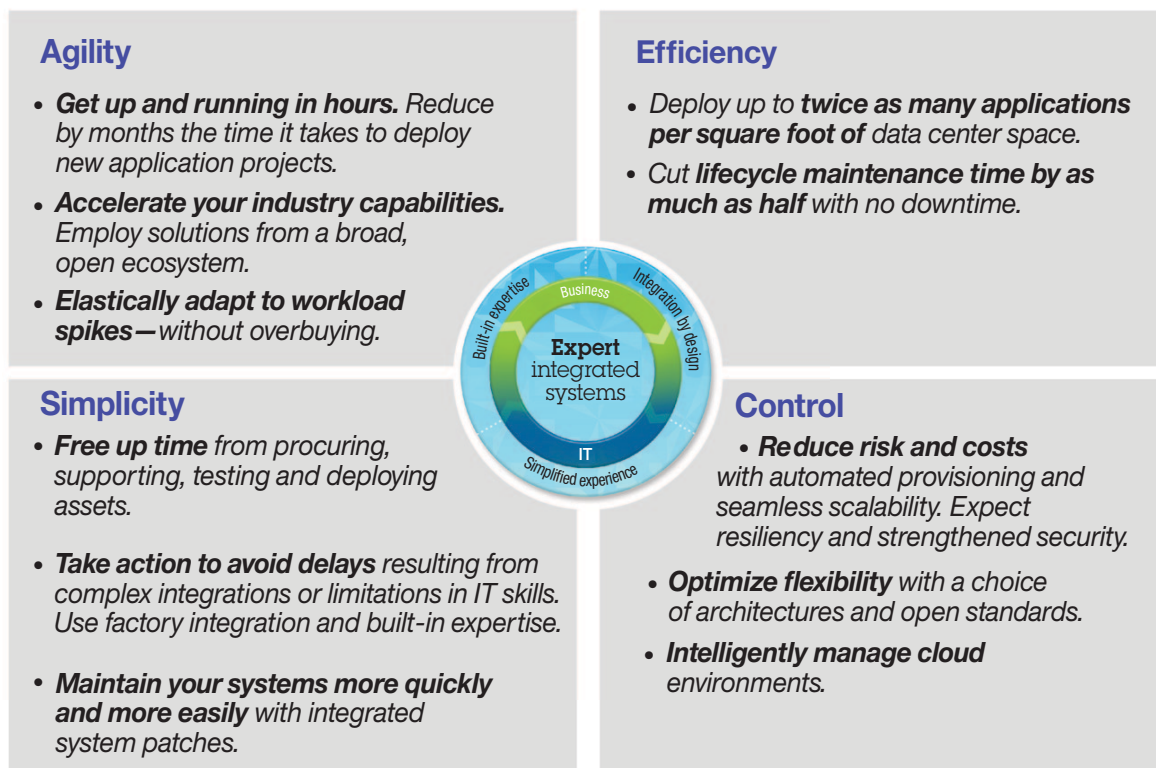 Agility
• Get up and running in hours. Reduce
by months the time it takes to deploy
new application projects.
• Accelerate your industry capabilities.
Employ solutions from a broad,
open ecosystem.
• Elastically adapt to workload
spikes—without overbuying.
Efficiency
• Deploy up to twice as many applications
per square foot of data center space.
• Cut lifecycle maintenance time by as
much as half with no downtime.
Built-in expertise
Business
Integration by design
Expert
integrated
systems
IT
Simplified experience
Simplicity
• Free up time from procuring,
supporting, testing and deploying
assets.
• Take action to avoid delays resulting from
complex integrations or limitations in IT skills.
Use factory integration and built-in expertise.
• Maintain your systems more quickly
and more easily with integrated
system patches.
Control
• Reduce risk and costs
with automated provisioning and
seamless scalability. Expect
resiliency and strengthened security.
• Optimize flexibility with a choice
of architectures and open standards.
• Intelligently manage cloud
environments.